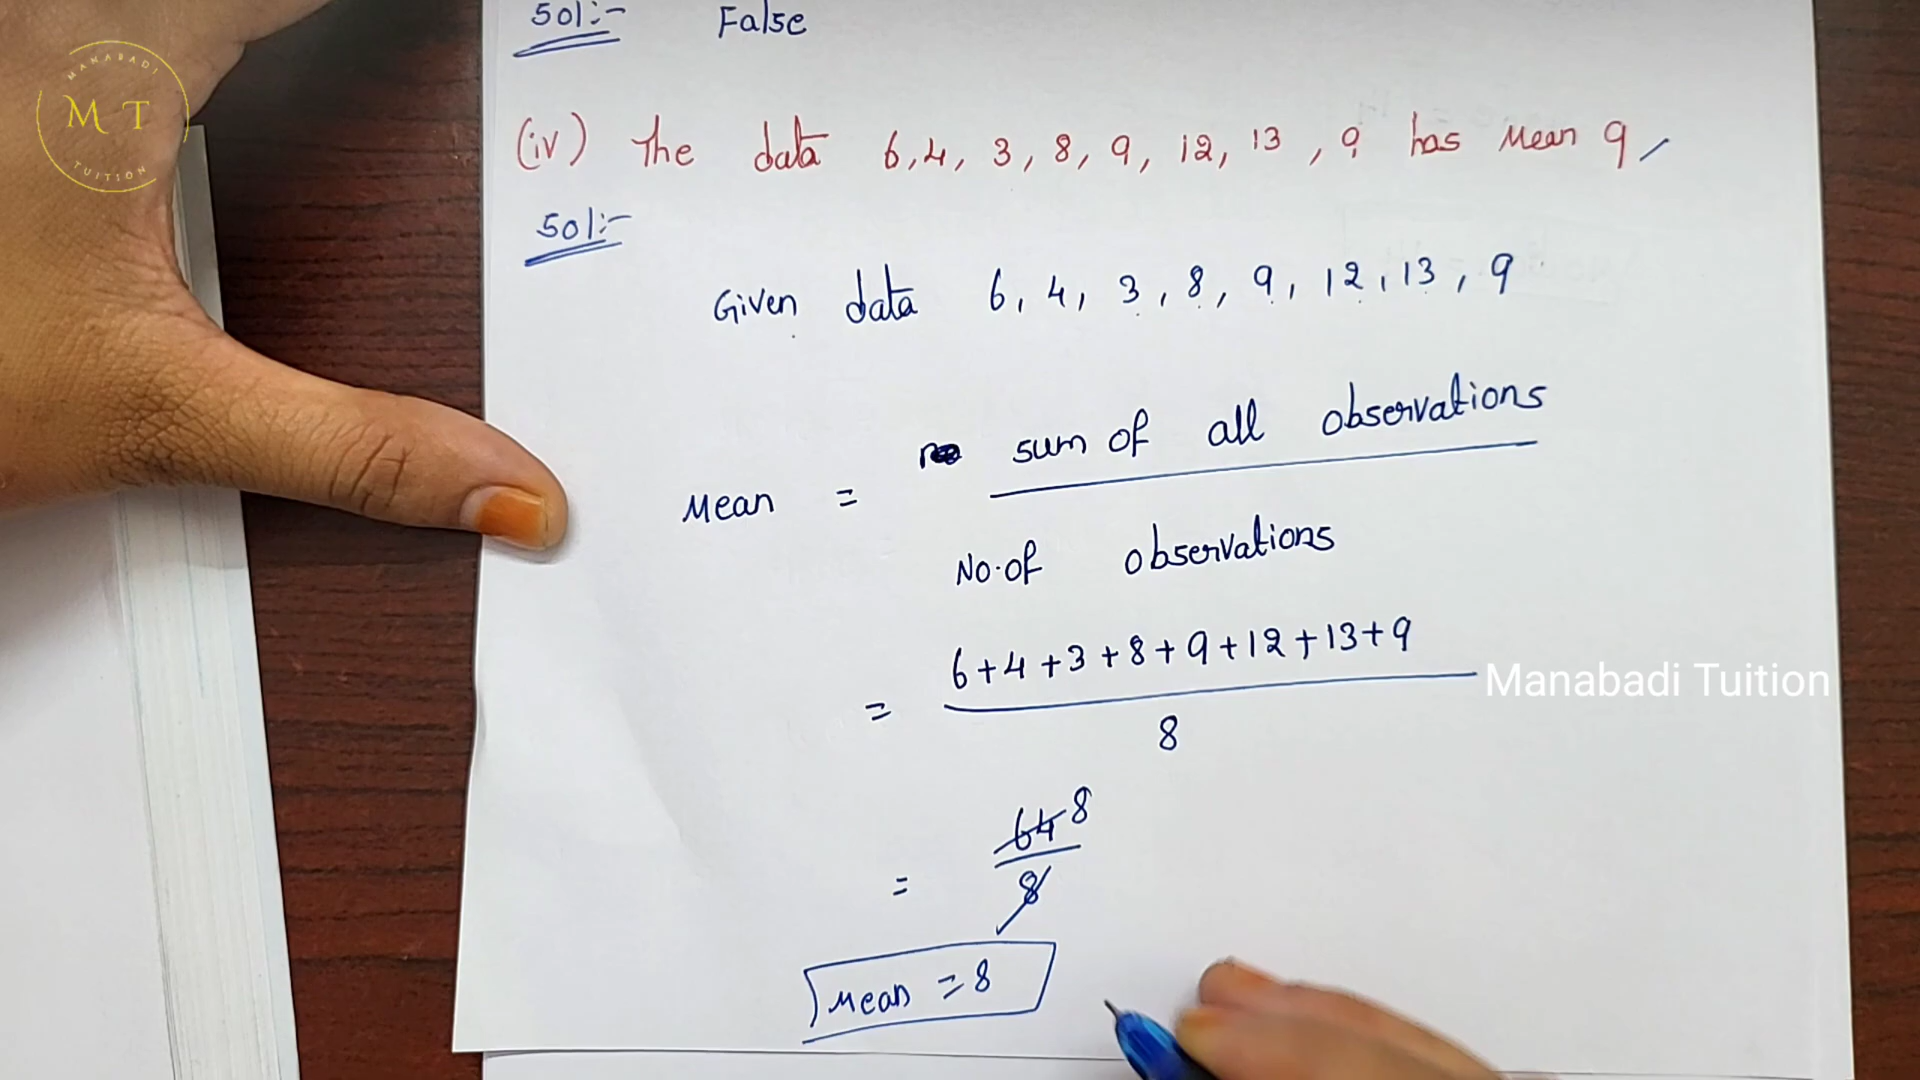 MANABADI
M T
TUITION
Sol:- False
(iv) The data 6, 4, 3, 8, 9, 12, 13, 9 has Mean 9,
Sol:-
Given data 6, 4, 3, 8, 9, 12, 13, 9
sum of all observations
Mean =
No. of observations
6+4+3+8+9+12+13+9
=
8
Manabadi Tuition
64 8
=
8
Mean = 8